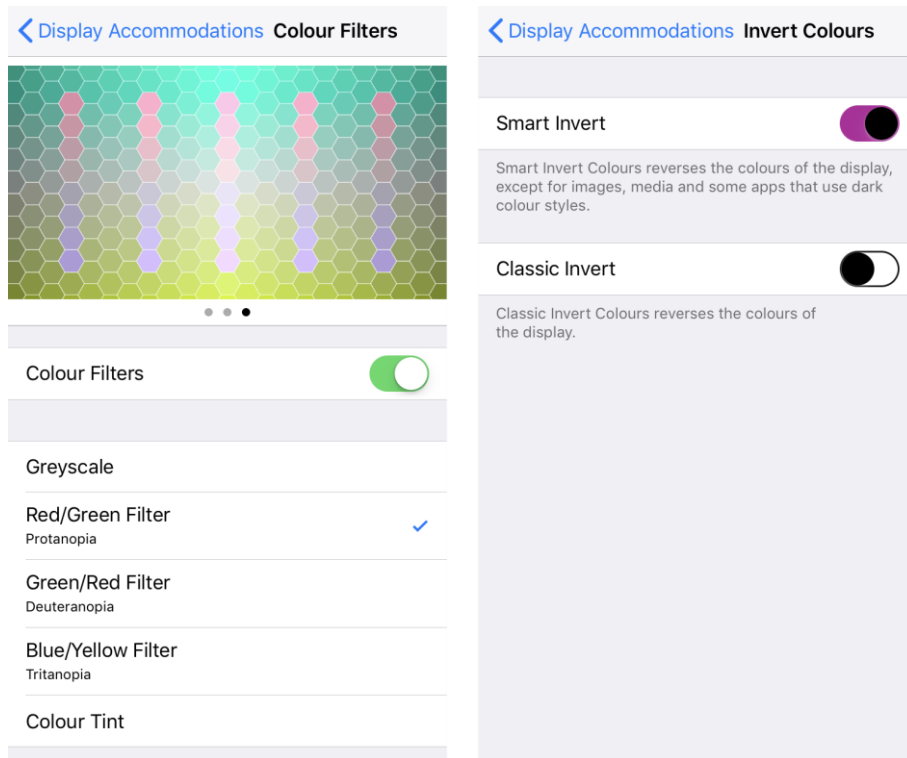 Display Accommodations Colour Filters
Colour Filters
Greyscale
Red/Green Filter
Protanopia
Green/Red Filter
Deuteranopia
Blue/Yellow Filter
Tritanopia
Colour Tint
Display Accommodations Invert Colours
Smart Invert
Smart Invert Colours reverses the colours of the display,
except for images, media and some apps that use dark
colour styles.
Classic Invert
Classic Invert Colours reverses the colours of
the display.